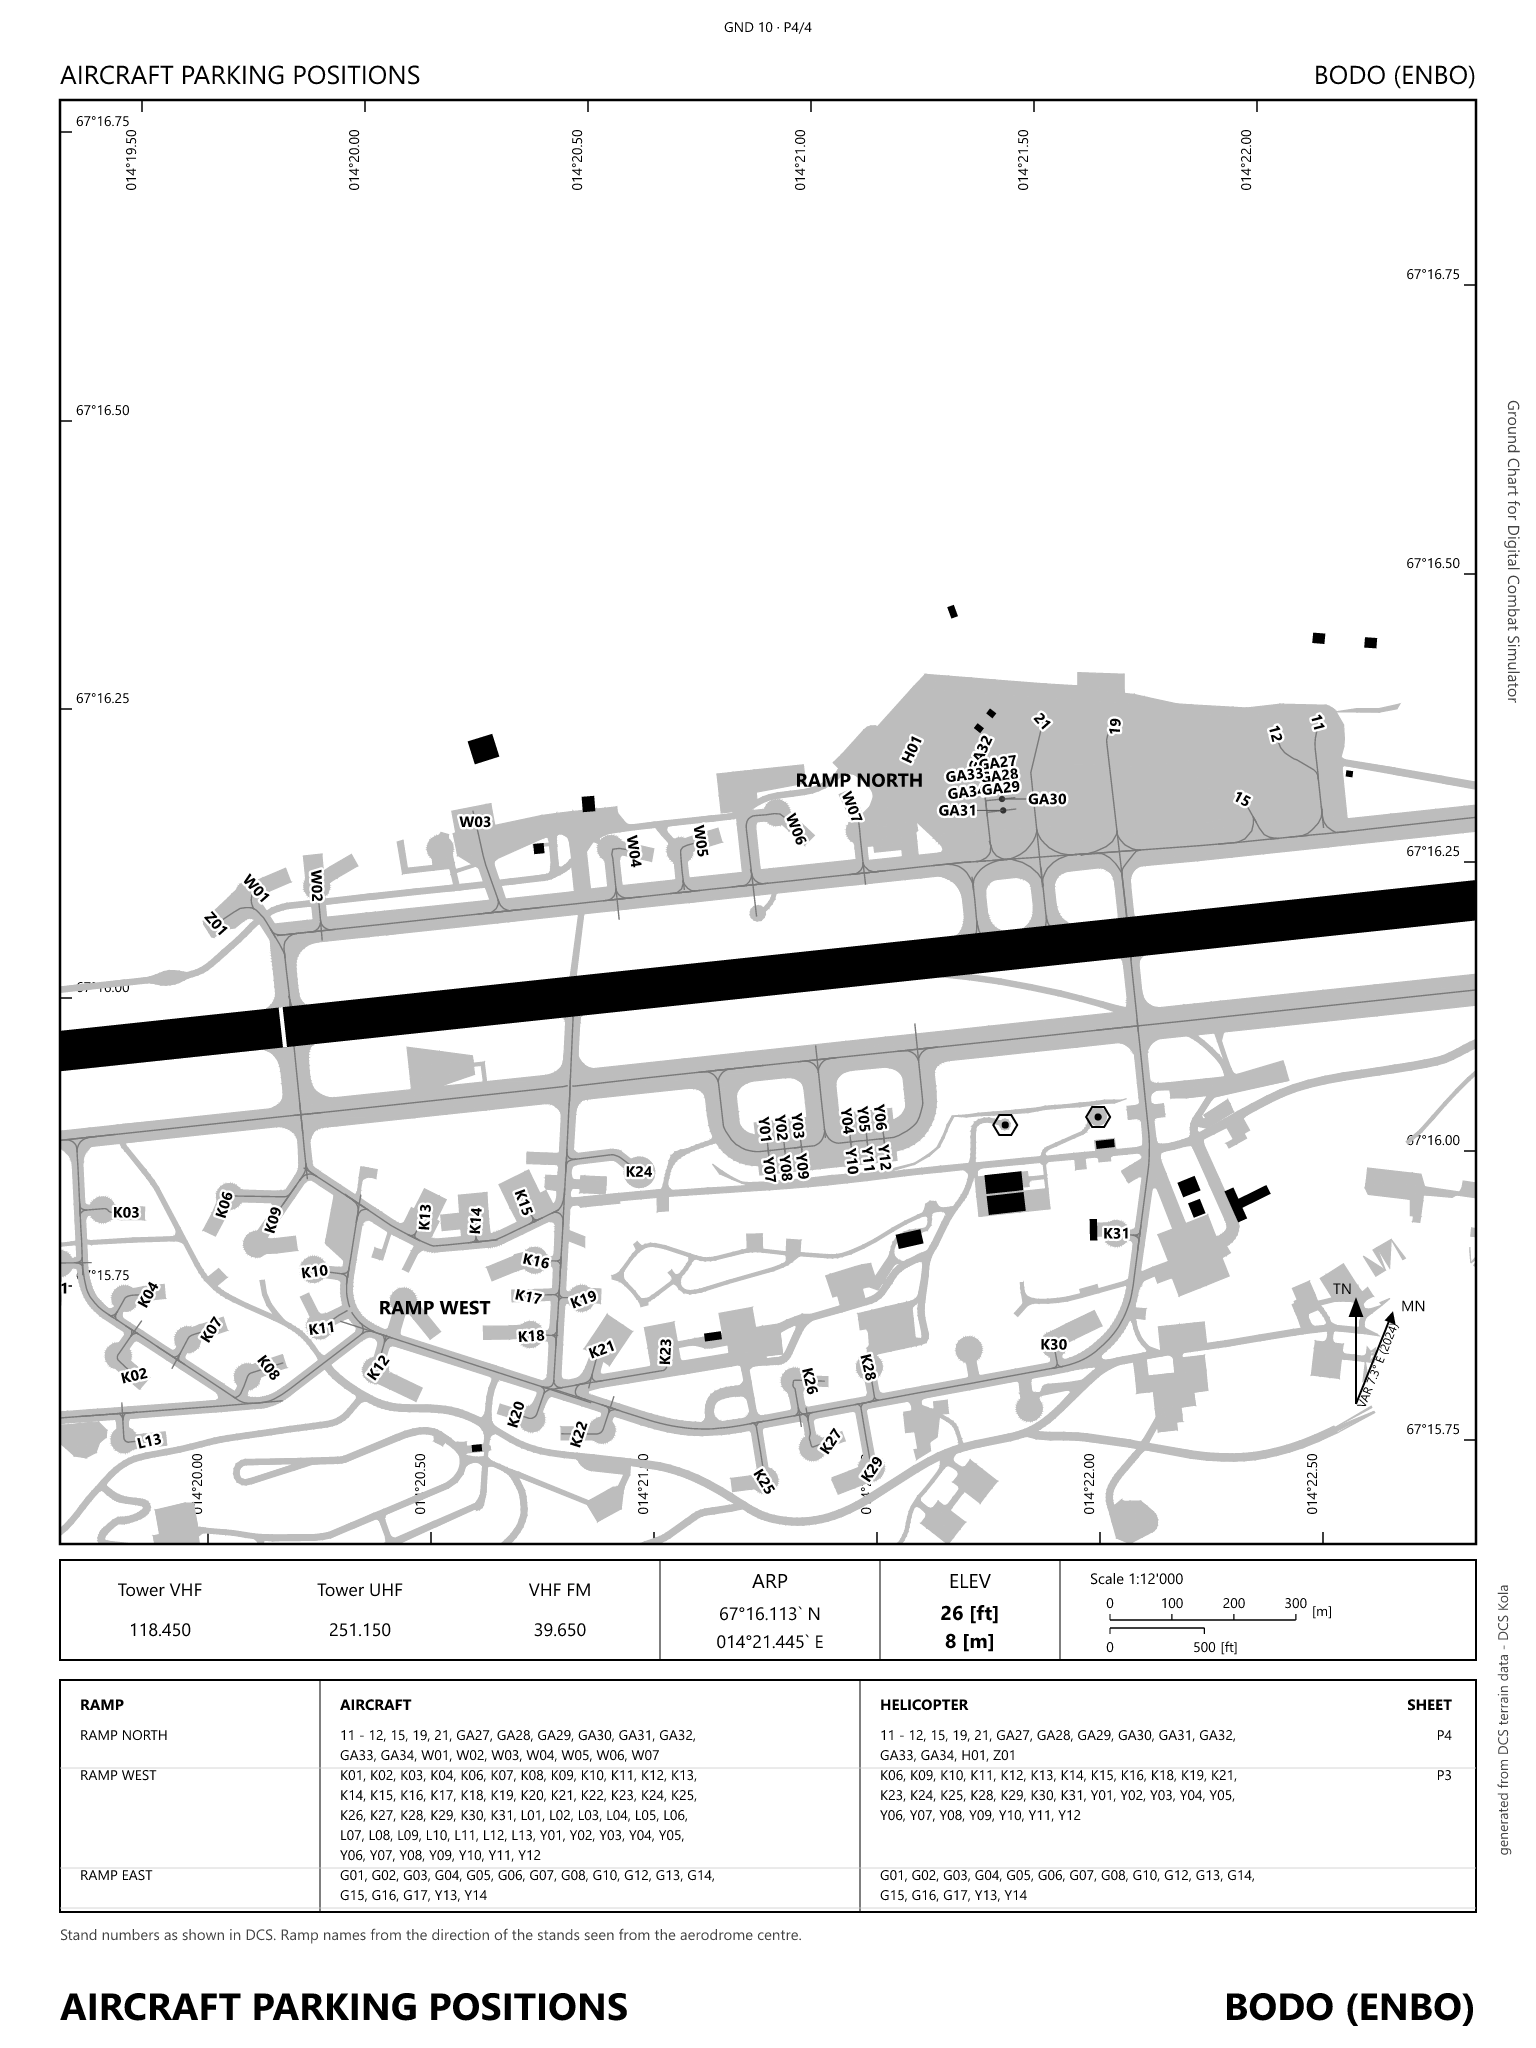 GND 10 · P4/4
AIRCRAFT PARKING POSITIONS
BODO (ENBO)
67°16.75
014°19.50
014°20.00
014°20.50
014°21.00
014°21.50
014°22.00
67°16.75
67°16.50
67°16.50
67°16.25
21
19
11
12
H01
GA32
GA27
GA33
GA28
RAMP NORTH
GA29
GA30
GA31
15
W03
W07
W06
W05
W04
67°16.25
W01
W02
Z01
Y01
Y02
Y03
Y04
Y05
Y06
67°16.00
Y07
Y08
Y09
Y10
Y11
Y12
K24
K03
K06
K09
K13
K14
K15
K31
K10
K16
K04
K17
K19
TN
MN
VAR 7.3° E (2024)
RAMP WEST
K07
K11
K18
K21
K23
K30
K02
K08
K12
K26
K28
K20
K22
L13
K27
K25
K29
67°15.75
014°20.00
014°22.00
014°22.50
Ground Chart for Digital Combat Simulator
Tower VHF
118.450
Tower UHF
251.150
VHF FM
39.650
ARP
67°16.113` N
014°21.445` E
ELEV
26 [ft]
8 [m]
Scale 1:12'000
0 100 200 300 [m]
0 500 [ft]
RAMP AIRCRAFT HELICOPTER SHEET
RAMP NORTH
11 - 12, 15, 19, 21, GA27, GA28, GA29, GA30, GA31, GA32,
GA33, GA34, W01, W02, W03, W04, W05, W06, W07
11 - 12, 15, 19, 21, GA27, GA28, GA29, GA30, GA31, GA32,
GA33, GA34, H01, Z01
P4
RAMP WEST
K01, K02, K03, K04, K06, K07, K08, K09, K10, K11, K12, K13,
K14, K15, K16, K17, K18, K19, K20, K21, K22, K23, K24, K25,
K26, K27, K28, K29, K30, K31, L01, L02, L03, L04, L05, L06,
L07, L08, L09, L10, L11, L12, L13, Y01, Y02, Y03, Y04, Y05,
Y06, Y07, Y08, Y09, Y10, Y11, Y12
K06, K09, K10, K11, K12, K13, K14, K15, K16, K18, K19, K21,
K23, K24, K25, K28, K29, K30, K31, Y01, Y02, Y03, Y04, Y05,
Y06, Y07, Y08, Y09, Y10, Y11, Y12
P3
RAMP EAST
G01, G02, G03, G04, G05, G06, G07, G08, G10, G12, G13, G14,
G15, G16, G17, Y13, Y14
G01, G02, G03, G04, G05, G06, G07, G08, G10, G12, G13, G14,
G15, G16, G17, Y13, Y14
generated from DCS terrain data - DCS Kola
Stand numbers as shown in DCS. Ramp names from the direction of the stands seen from the aerodrome centre.
AIRCRAFT PARKING POSITIONS
BODO (ENBO)